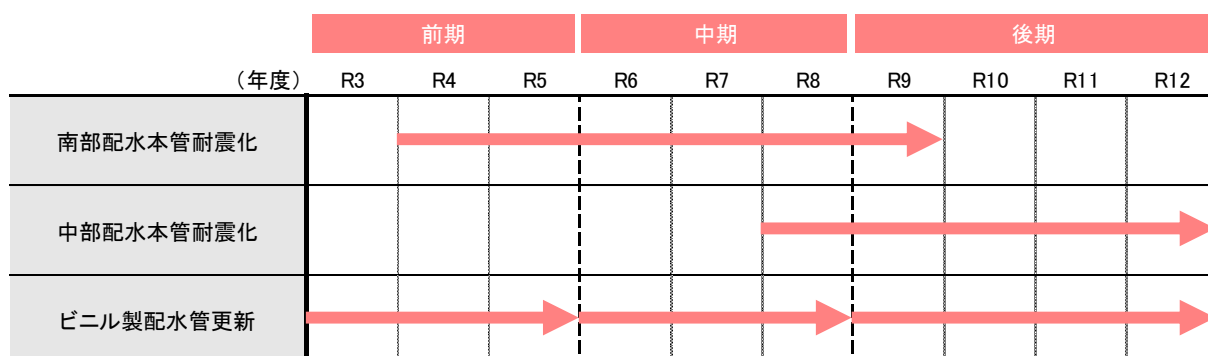 前期 中期 後期
（年度） R3 R4 R5 R6 R7 R8 R9 R10 R11 R12
南部配水本管耐震化
中部配水本管耐震化
ビニル製配水管更新